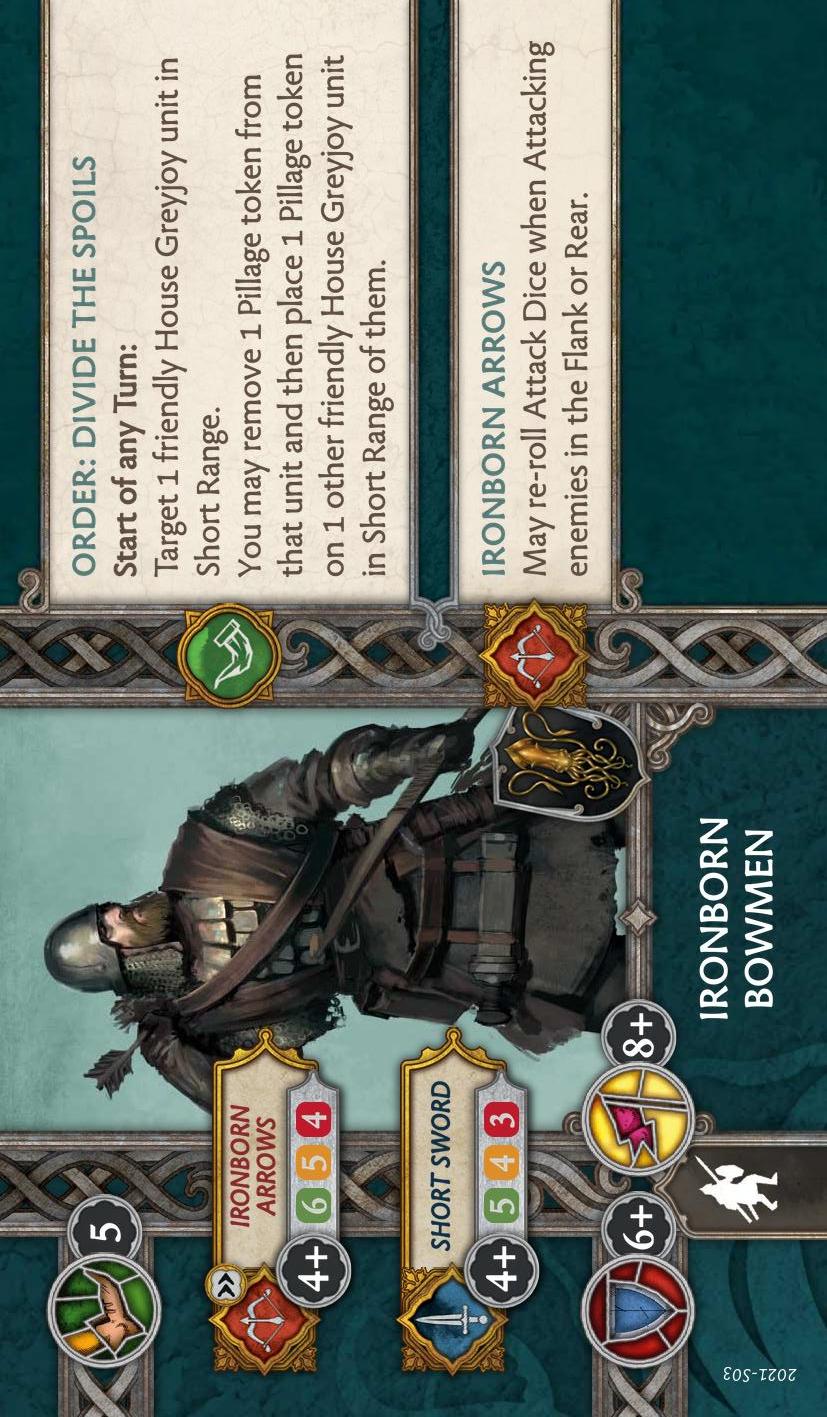 5
IRONBORN
ARROWS
4+
6 5 4
SHORT SWORD
4+
5 4 3
6+
8+
IRONBORN
BOWMEN
2021-S03
ORDER: DIVIDE THE SPOILS
Start of any Turn:
Target 1 friendly House Greyjoy unit in
Short Range.
You may remove 1 Pillage token from
that unit and then place 1 Pillage token
on 1 other friendly House Greyjoy unit
in Short Range of them.
IRONBORN ARROWS
May re-roll Attack Dice when Attacking
enemies in the Flank or Rear.